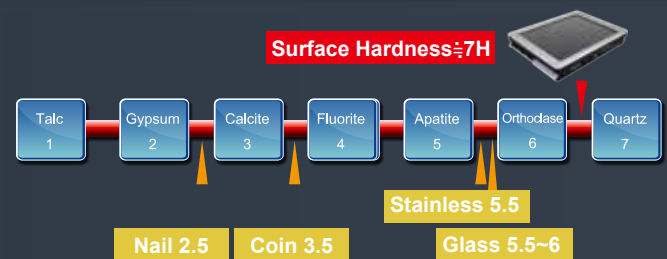 Surface Hardness≒7H
Talc Gypsum Calcite Fluorite Apatite Orthoclase Quartz
1 2 3 4 5 6 7
Stainless 5.5
Nail 2.5 Coin 3.5 Glass 5.5~6